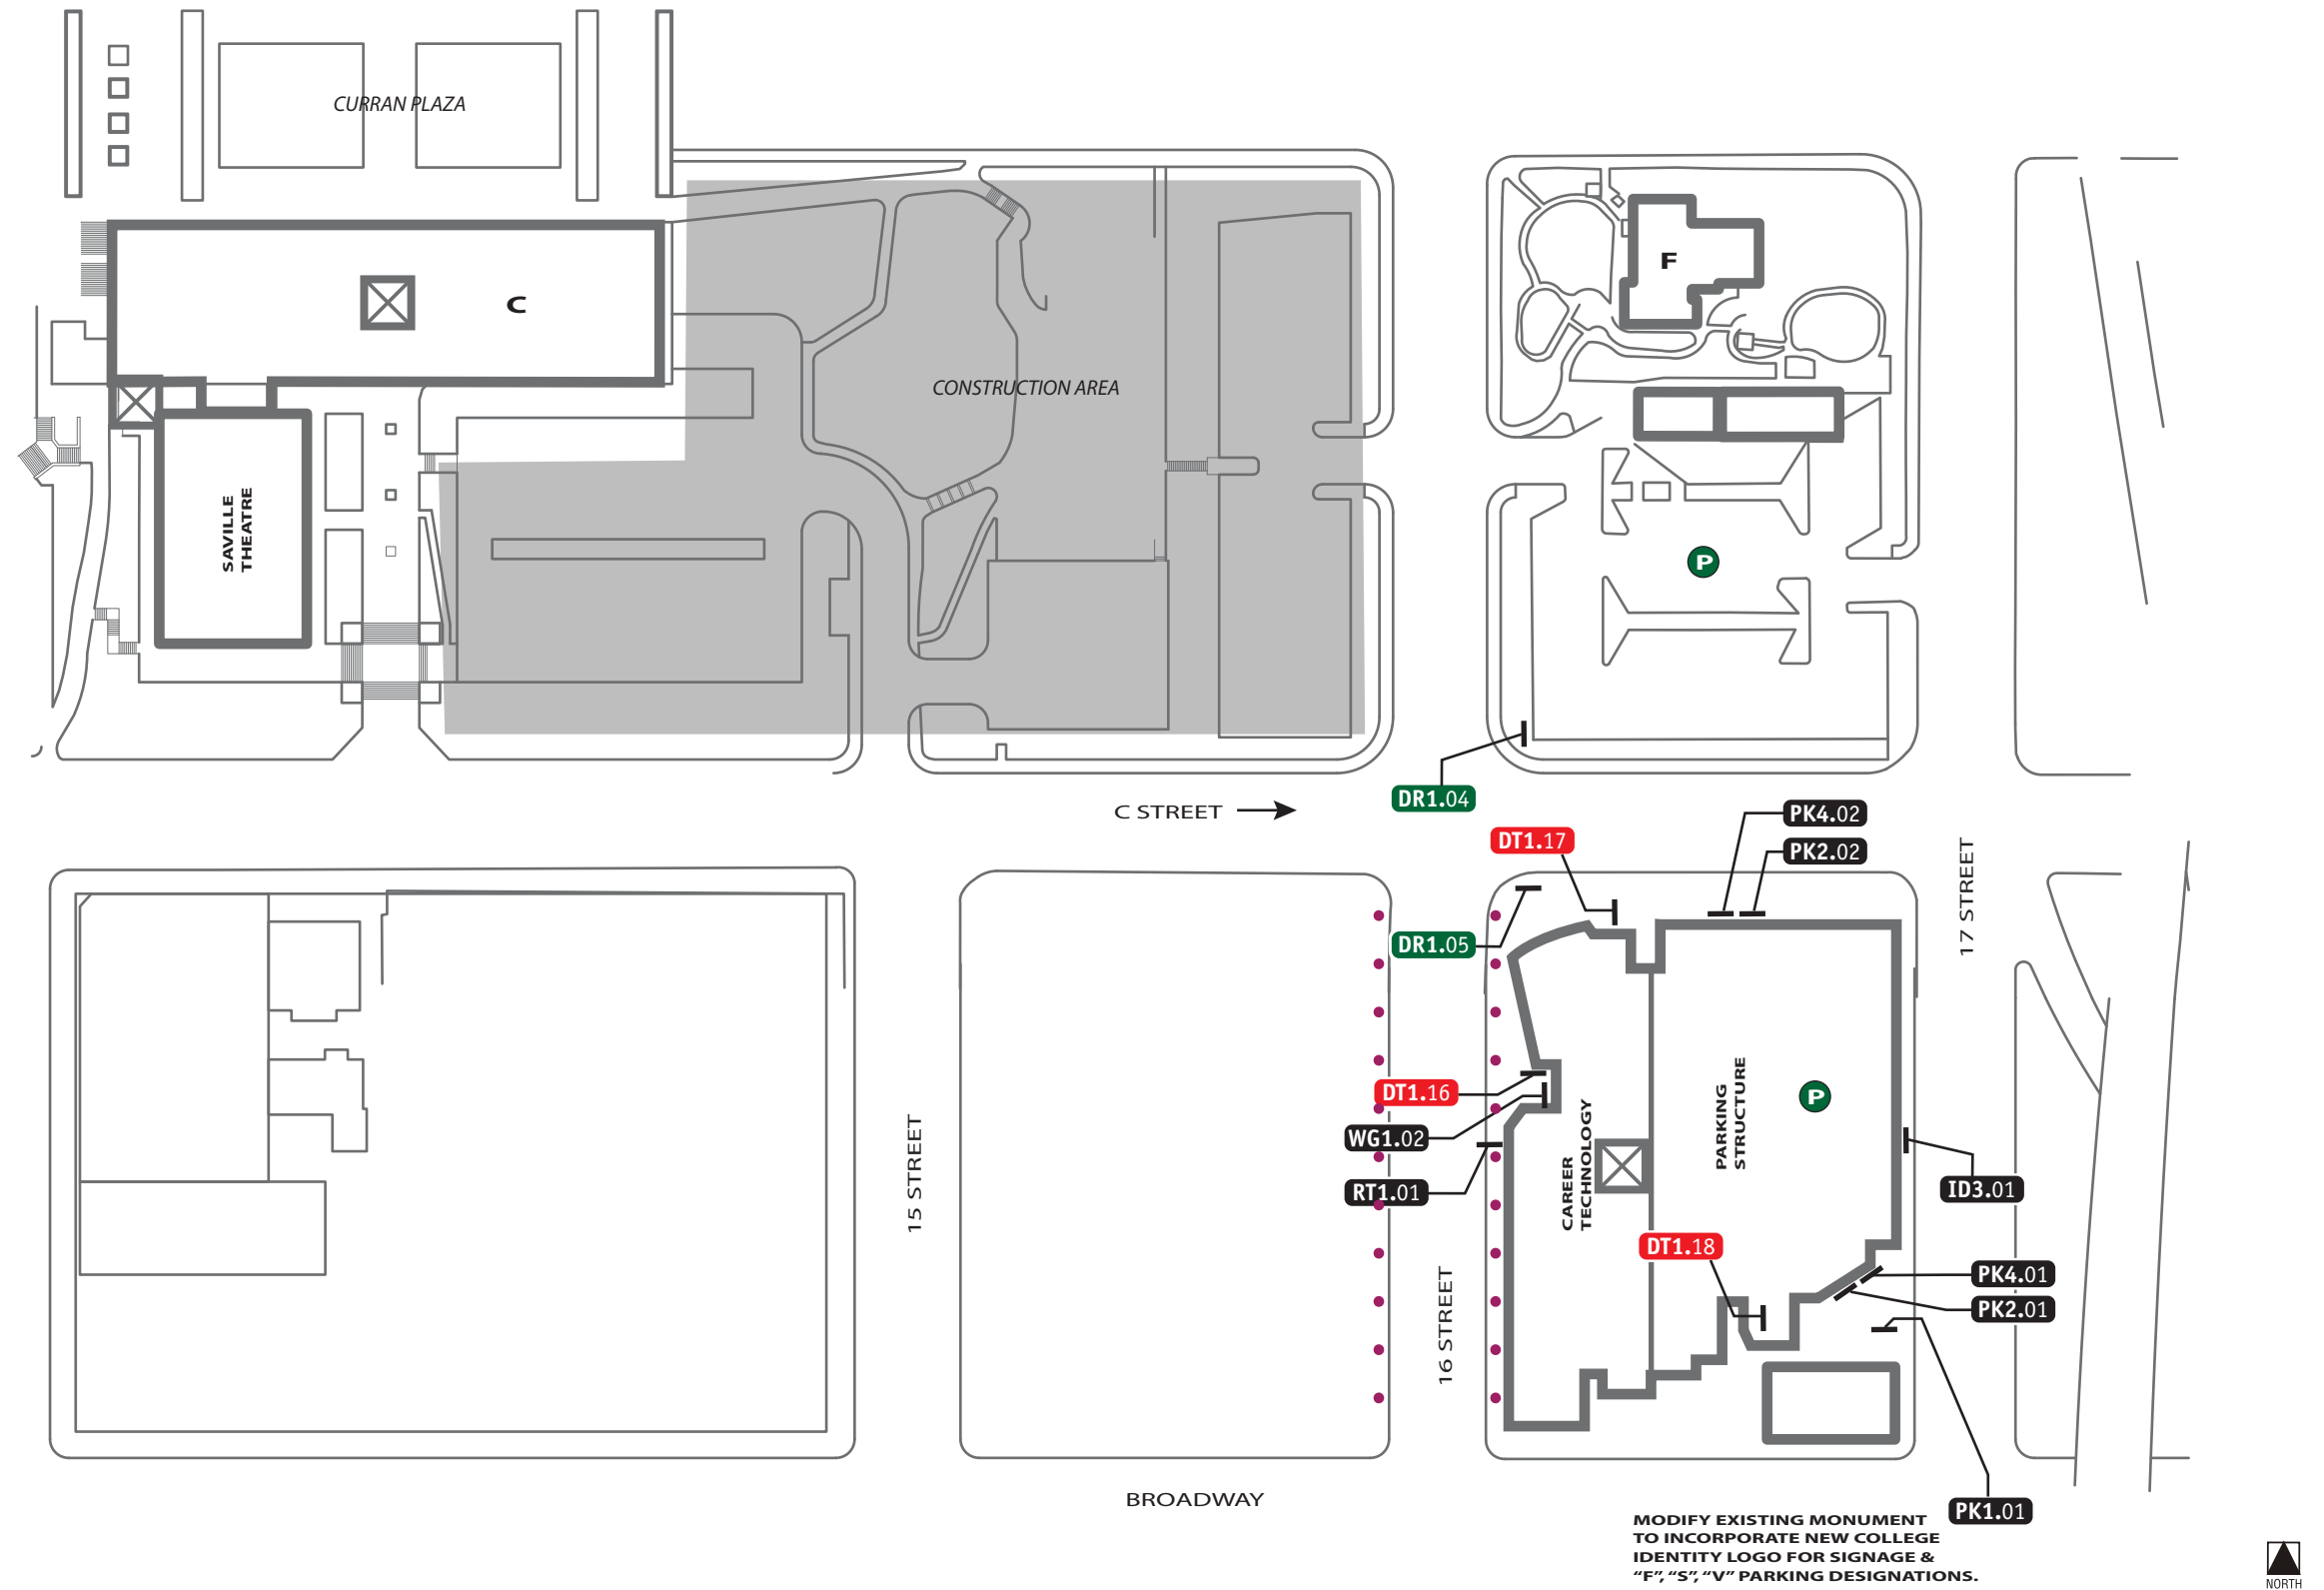 CURRAN PLAZA
F
C
CONSTRUCTION AREA
SAVILLE
THEATRE
P
DR1.04
C STREET
PK4.02
DT1.17
PK2.02
17 STREET
DR1.05
DT1.16
PARKING
STRUCTURE
P
CAREER
TECHNOLOGY
WG1.02
15 STREET
RT1.01
ID3.01
DT1.18
PK4.01
PK2.01
16 STREET
BROADWAY
PK1.01
MODIFY EXISTING MONUMENT
TO INCORPORATE NEW COLLEGE
IDENTITY LOGO FOR SIGNAGE &
“F”, “S”, “V” PARKING DESIGNATIONS.
NORTH